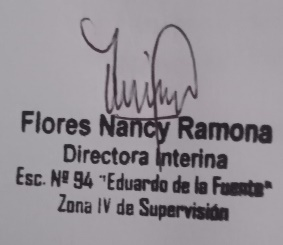 Flores Nancy Ramona
Directora Interina
Esc. Nº 94 "Eduardo de la Fuente"
Zona IV de Supervisión